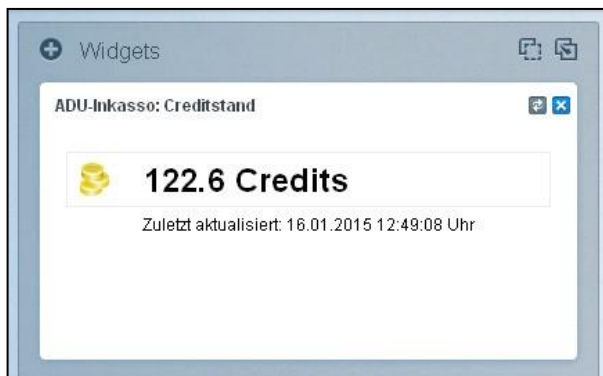 Widgets
ADU-Inkasso: Creditstand
122.6 Credits
Zuletzt aktualisiert: 16.01.2015 12:49:08 Uhr